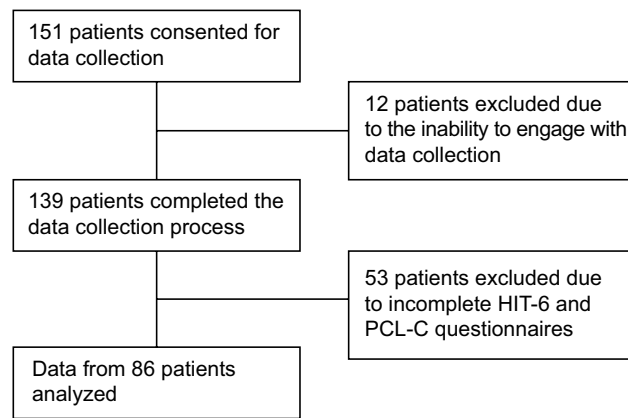 151 patients consented for
data collection
12 patients excluded due
to the inability to engage with
data collection
139 patients completed the
data collection process
53 patients excluded due
to incomplete HIT-6 and
PCL-C questionnaires
Data from 86 patients
analyzed